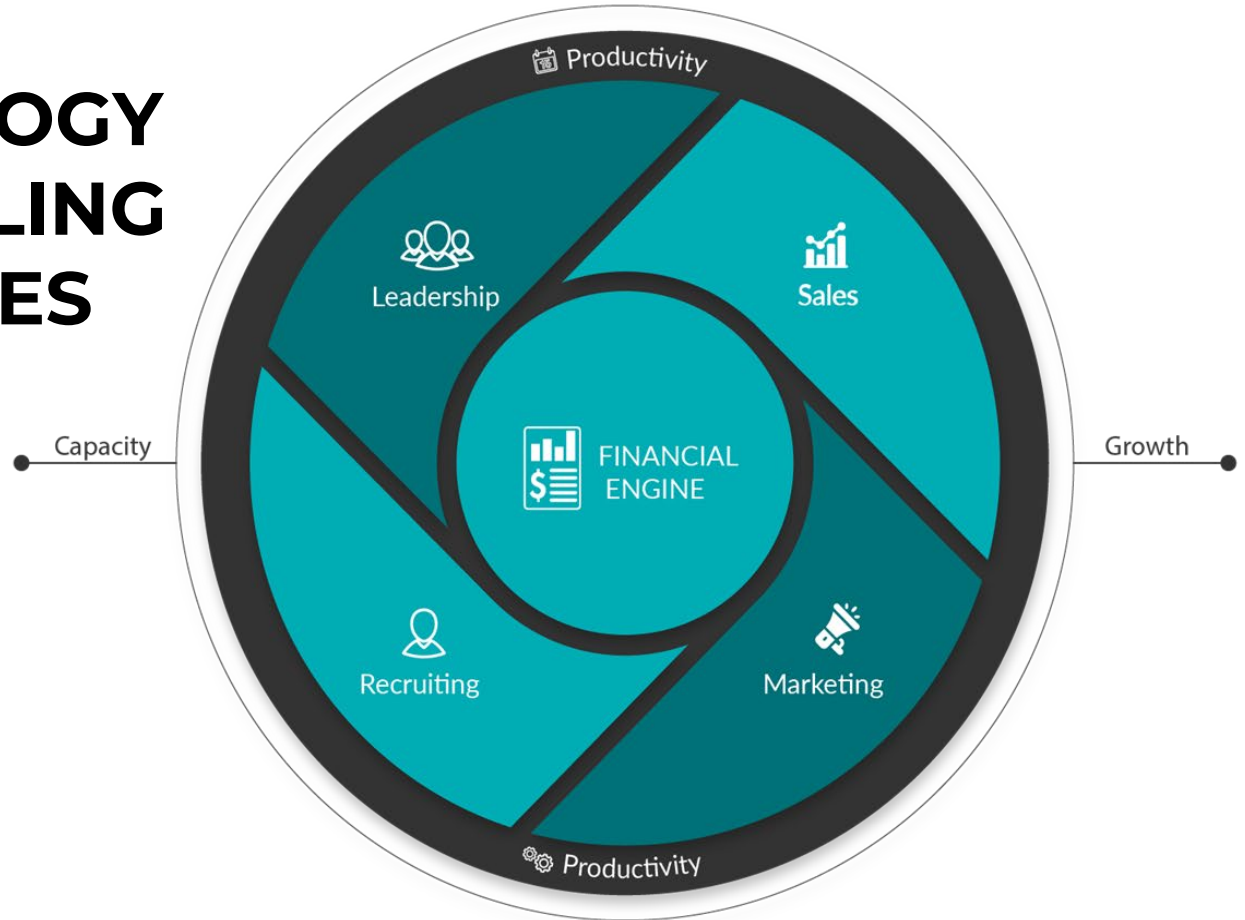 OGY
LING
ES
Productivity
Leadership
Sales
Capacity
FINANCIAL
ENGINE
Growth
Recruiting
Marketing
Productivity